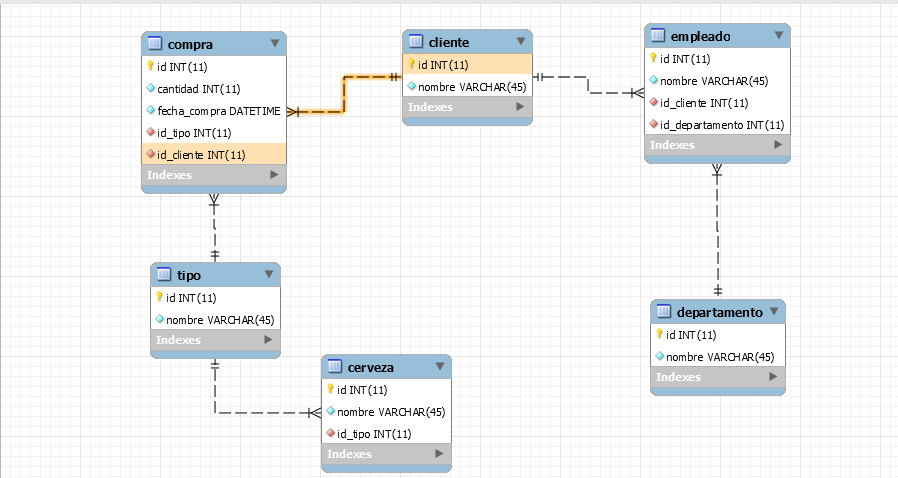 compra
id INT(11)
cantidad INT(11)
fecha_compra DATETIME
id_tipo INT(11)
id_cliente INT(11)
Indexes
cliente
id INT(11)
nombre VARCHAR(45)
Indexes
empleado
id INT(11)
nombre VARCHAR(45)
id_cliente INT(11)
id_departamento INT(11)
Indexes
tipo
id INT(11)
nombre VARCHAR(45)
Indexes
cerveza
id INT(11)
nombre VARCHAR(45)
id_tipo INT(11)
Indexes
departamento
id INT(11)
nombre VARCHAR(45)
Indexes